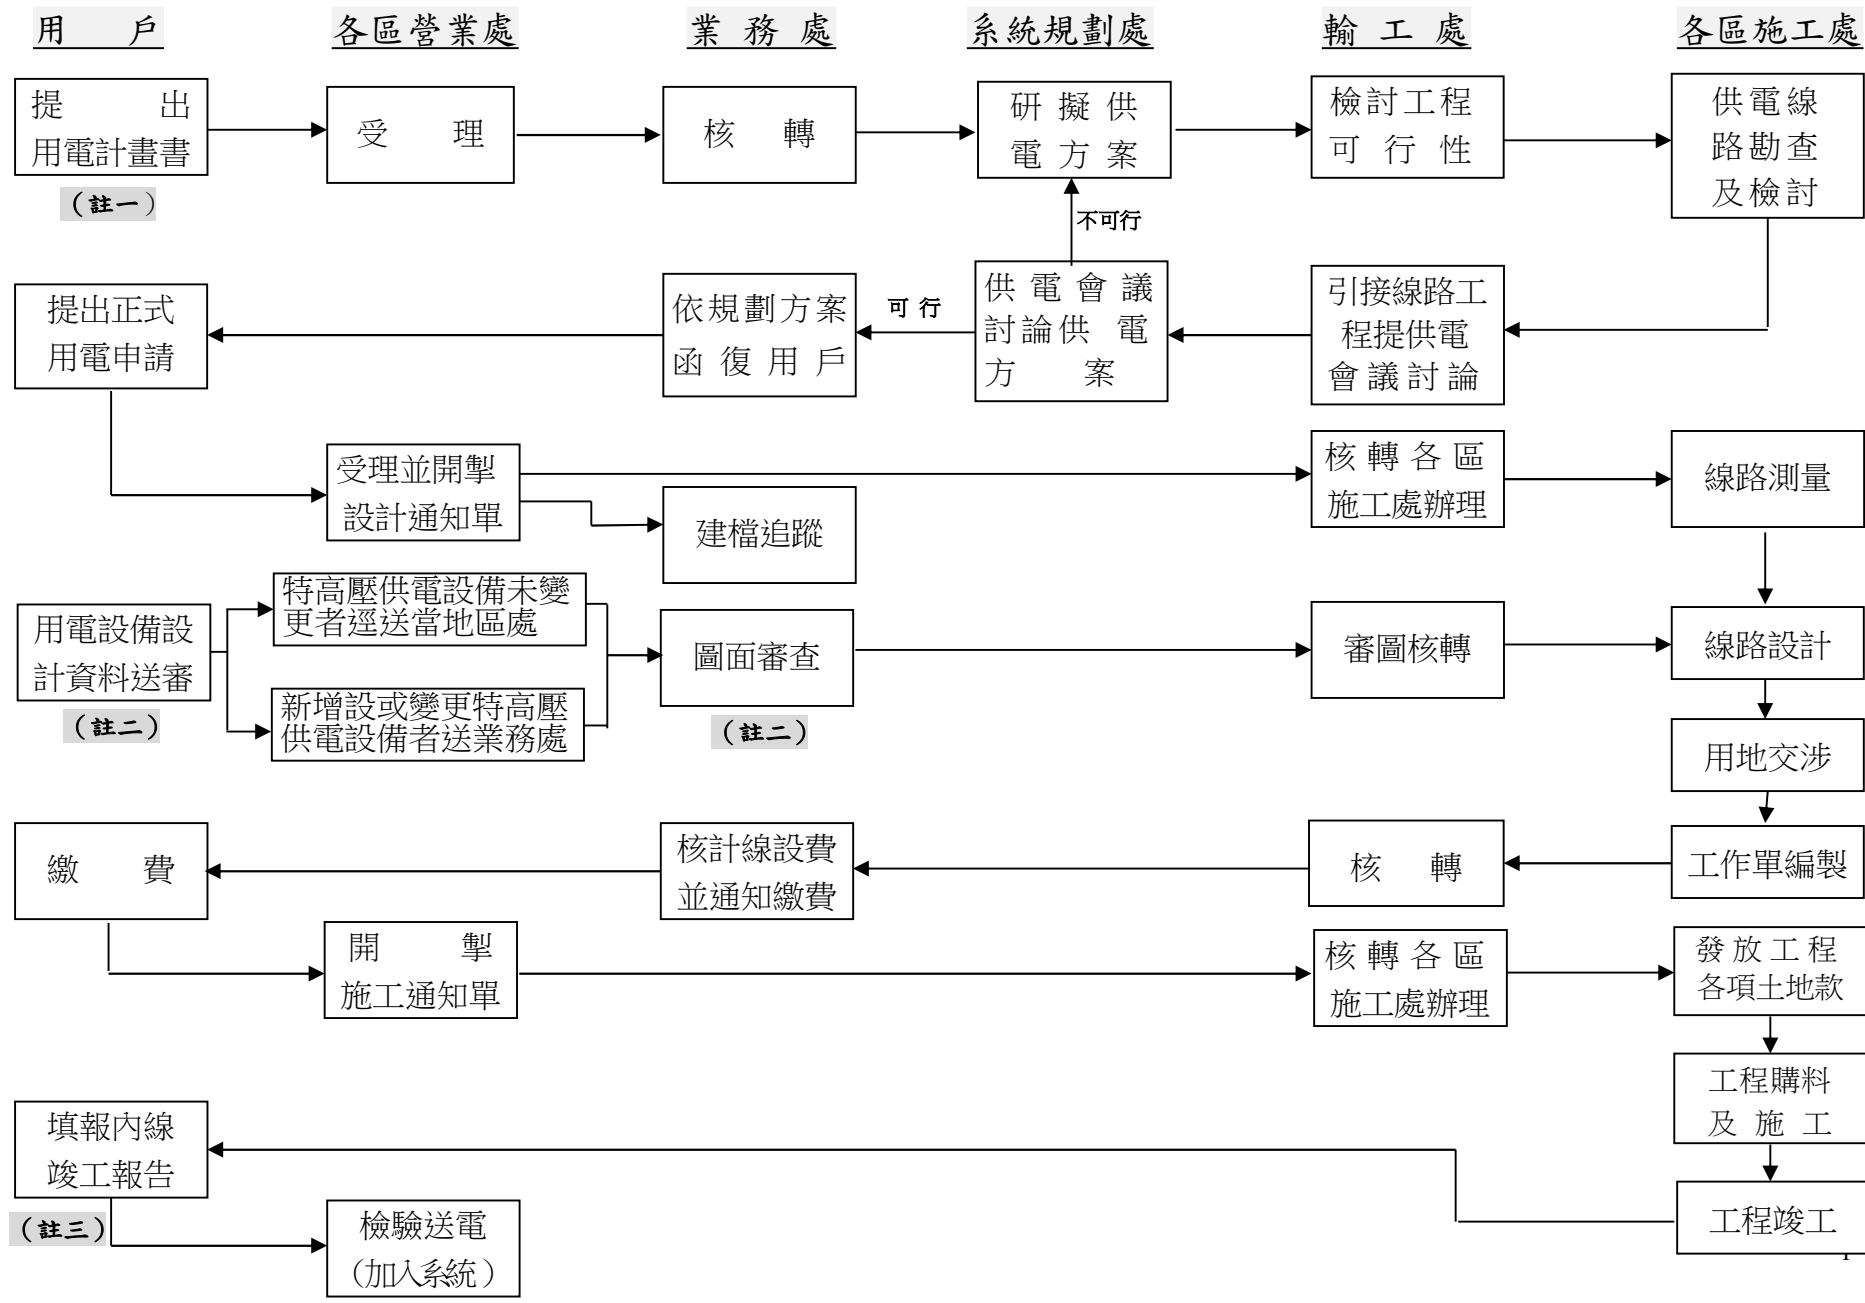 用 戶
各區營業處
業 務 處
系統規劃處
輸 工 處
各區施工處
提 出
用電計畫書
（註一）
受 理
核 轉
研 擬 供
電 方 案
檢討工程
可 行 性
供 電 線
路 勘 查
及 檢 討
不可行
提出正式
用電申請
依規劃方案
函 復 用 戶
可 行
供 電 會 議
討 論 供 電
方 案
引接線路工
程提供電
會議討論
受理並開掣
設計通知單
建檔追蹤
核 轉 各 區
施工處辦理
線路測量
用電設備設
計資料送審
（註二）
特高壓供電設備未變
更者逕送當地區處
新增設或變更特高壓
供電設備者送業務處
圖面審查
（註二）
審圖核轉
線路設計
用地交涉
繳 費
核計線設費
並通知繳費
核 轉
工作單編製
開 掣
施工通知單
核 轉 各 區
施工處辦理
發 放 工 程
各項土地款
工程購料
及 施 工
填報內線
竣工報告
（註三）
檢驗送電
（加入系統）
工程竣工